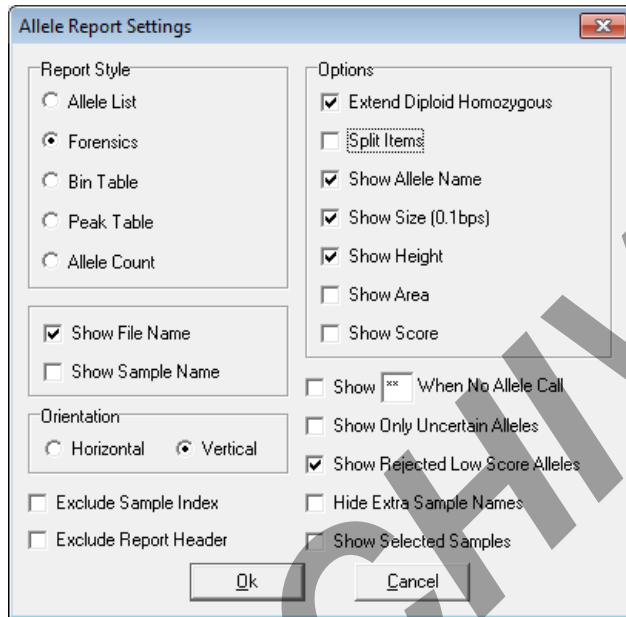 Allele Report Settings
Report Style
Allele List
Forensics
Bin Table
Peak Table
Allele Count
Show File Name
Show Sample Name
Orientation
Horizontal
Vertical
Exclude Sample Index
Exclude Report Header
Options
Extend Diploid Homozygous
Split Items
Show Allele Name
Show Size (0.1bps)
Show Height
Show Area
Show Score
Show ** When No Allele Call
Show Only Uncertain Alleles
Show Rejected Low Score Alleles
Hide Extra Sample Names
Show Selected Samples
Ok
Cancel